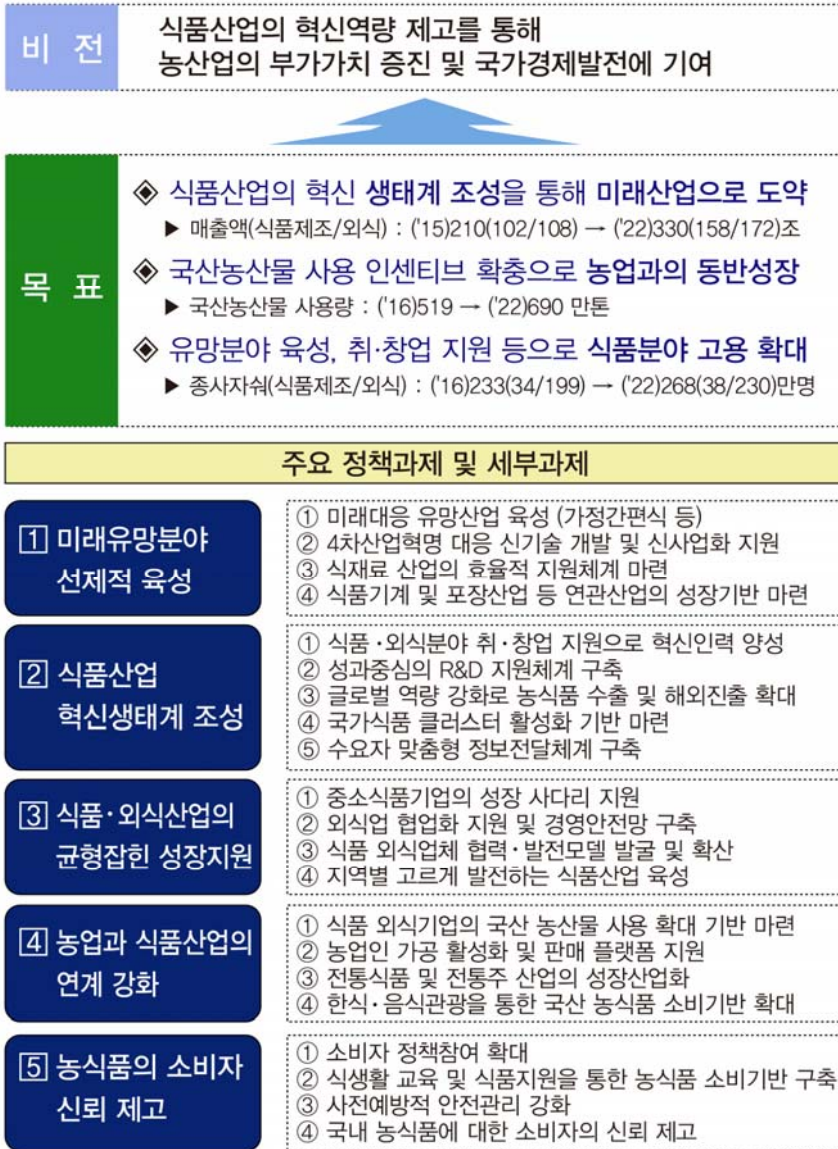 비 전
식품산업의 혁신역량 제고를 통해
농산업의 부가가치 증진 및 국가경제발전에 기여
목 표
◈ 식품산업의 혁신 생태계 조성을 통해 미래산업으로 도약
▶ 매출액(식품제조/외식) : ('15)210(102/108) → ('22)330(158/172)조
◈ 국산농산물 사용 인센티브 확충으로 농업과의 동반성장
▶ 국산농산물 사용량 : ('16)519 → ('22)690 만톤
◈ 유망분야 육성, 취·창업 지원 등으로 식품분야 고용 확대
▶ 종사자숴(식품제조/외식) : ('16)233(34/199) → ('22)268(38/230)만명
주요 정책과제 및 세부과제
1 미래유망분야
선제적 육성
① 미래대응 유망산업 육성 (가정간편식 등)
② 4차산업혁명 대응 신기술 개발 및 신사업화 지원
③ 식재료 산업의 효율적 지원체계 마련
④ 식품기계 및 포장산업 등 연관산업의 성장기반 마련
2 식품산업
혁신생태계 조성
① 식품·외식분야 취·창업 지원으로 혁신인력 양성
② 성과중심의 R&D 지원체계 구축
③ 글로벌 역량 강화로 농식품 수출 및 해외진출 확대
④ 국가식품 클러스터 활성화 기반 마련
⑤ 수요자 맞춤형 정보전달체계 구축
3 식품·외식산업의
균형잡힌 성장지원
① 중소식품기업의 성장 사다리 지원
② 외식업 협업화 지원 및 경영안전망 구축
③ 식품 외식업체 협력·발전모델 발굴 및 확산
④ 지역별 고르게 발전하는 식품산업 육성
4 농업과 식품산업의
연계 강화
① 식품 외식기업의 국산 농산물 사용 확대 기반 마련
② 농업인 가공 활성화 및 판매 플랫폼 지원
③ 전통식품 및 전통주 산업의 성장산업화
④ 한식·음식관광을 통한 국산 농식품 소비기반 확대
5 농식품의 소비자
신뢰 제고
① 소비자 정책참여 확대
② 식생활 교육 및 식품지원을 통한 농식품 소비기반 구축
③ 사전예방적 안전관리 강화
④ 국내 농식품에 대한 소비자의 신뢰 제고